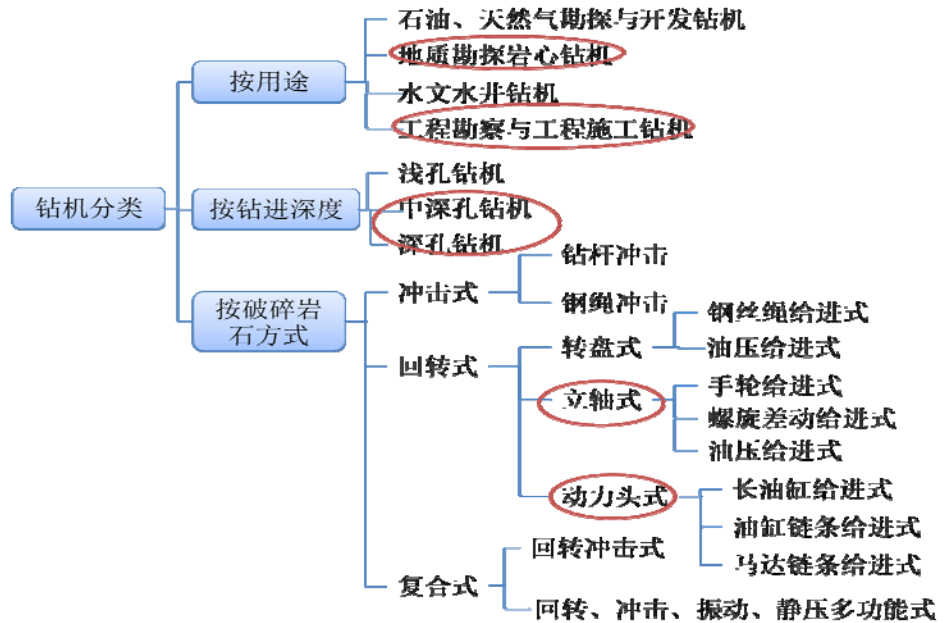 石油、天然气勘探与开发钻机
地质勘探岩心钻机
按用途
水文水井钻机
工程勘察与工程施工钻机
浅孔钻机
钻机分类
按钻进深度
中深孔钻机
深孔钻机
钻杆冲击
冲击式
按破碎岩
石方式
钢绳冲击
钢丝绳给进式
回转式
转盘式
油压给进式
手轮给进式
立轴式
螺旋差动给进式
油压给进式
动力头式
长油缸给进式
油缸链条给进式
回转冲击式
马达链条给进式
复合式
回转、冲击、振动、静压多功能式